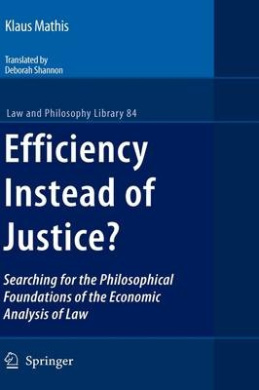 Klaus Mathis
Translated by
Deborah Shannon
Law and Philosophy Library 84
Efficiency
Instead of
Justice?
Searching for the Philosophical
Foundations of the Economic
Analysis of Law
Springer